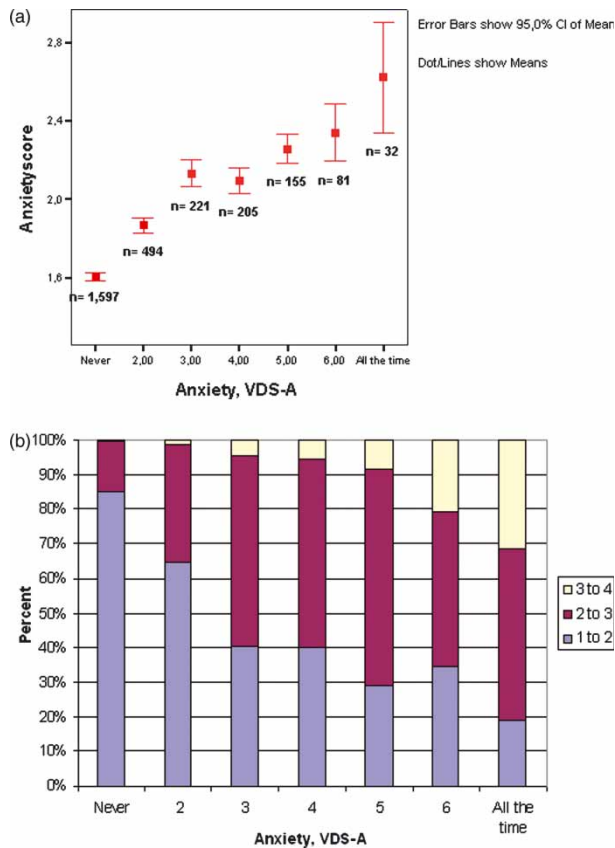 (a)
Error Bars show 95,0% CI of Mean
Dot/Lines show Means
Anxietyscore
2,8
2,4
2,0
1,6
n= 1,597
n= 494
n= 221
n= 205
n= 155
n= 81
n= 32
Never 2,00 3,00 4,00 5,00 6,00 All the time
Anxiety, VDS-A
(b)
Percent
100%
90%
80%
70%
60%
50%
40%
30%
20%
10%
0%
3 to 4
2 to 3
1 to 2
Never 2 3 4 5 6 All the
time
Anxiety, VDS-A